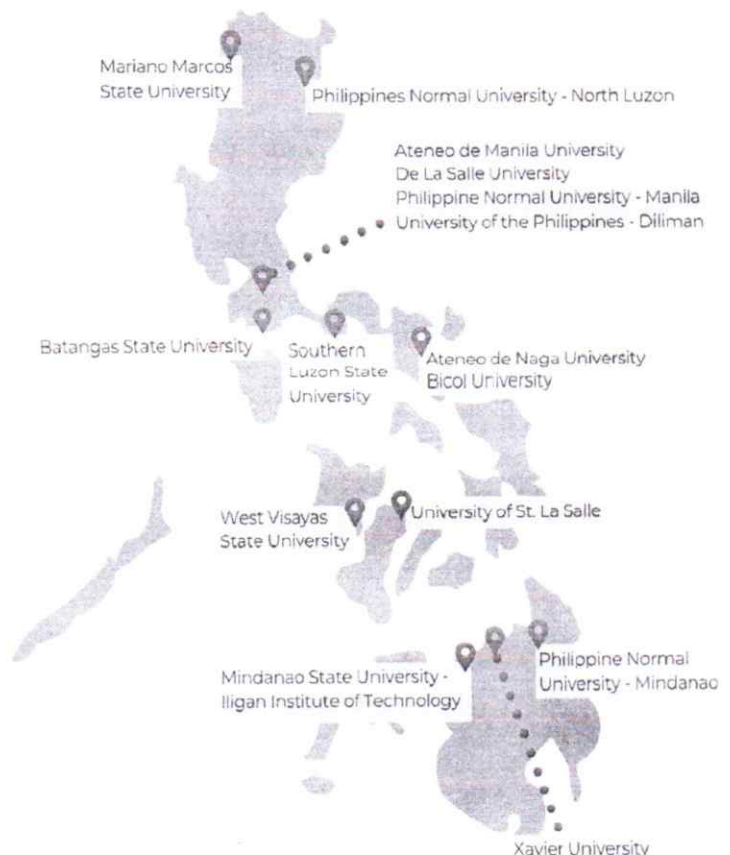 Mariano Marcos
State University
Philippines Normal University - North Luzon
Ateneo de Manila University
De La Salle University
Philippine Normal University - Manila
University of the Philippines - Diliman
Batangas State University
Southern
Luzon State
University
Ateneo de Naga University
Bicol University
West Visayas
State University
University of St. La Salle
Mindanao State University -
Iligan Institute of Technology
Philippine Normal
University - Mindanao
Xavier University